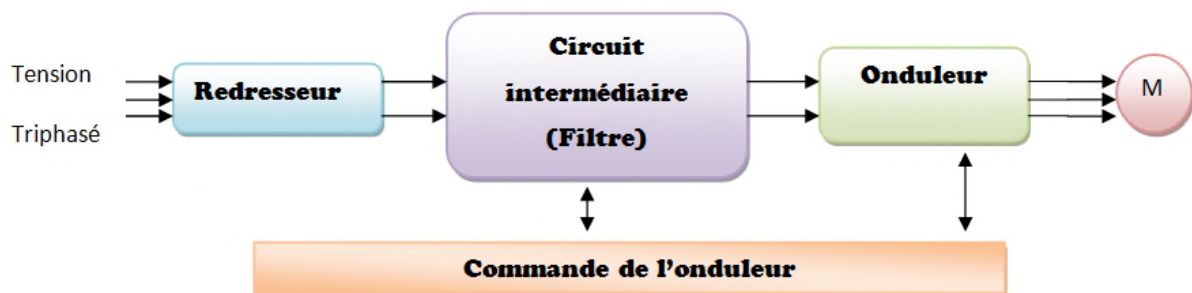 Tension
Triphasé
Redresseur
Circuit
intermédiaire
(Filtre)
Onduleur
M
Commande de l'onduleur